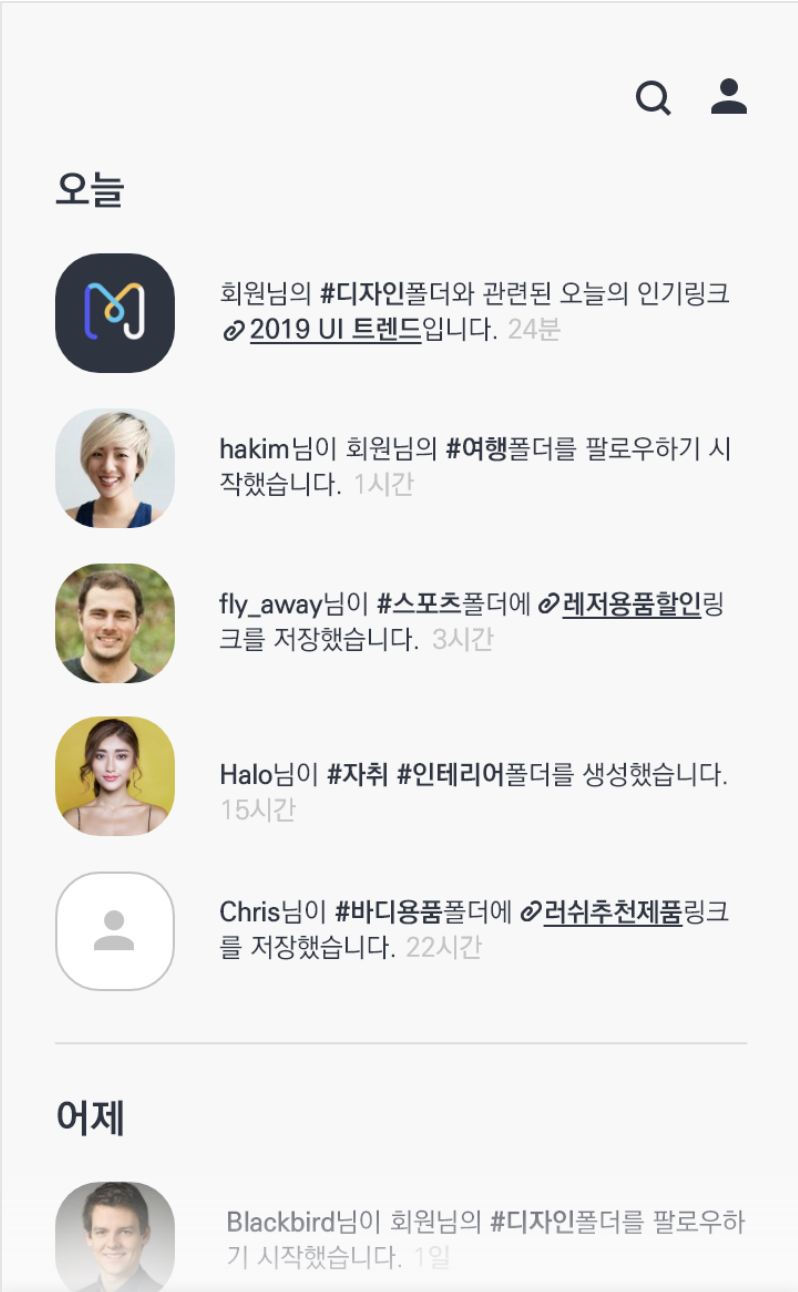 오늘
회원님의 #디자인폴더와 관련된 오늘의 인기링크
2019 UI 트렌드입니다. 24분
hakim님이 회원님의 #여행폴더를 팔로우하기 시
작했습니다. 1시간
fly_away님이 #스포츠폴더에 레저용품할인링
크를 저장했습니다. 3시간
Halo님이 #자취 #인테리어폴더를 생성했습니다.
15시간
Chris님이 #바디용품폴더에 러쉬추천제품링크
를 저장했습니다. 22시간
어제
Blackbird님이 회원님의 #디자인폴더를 팔로우하
기 시작했습니다. 1일